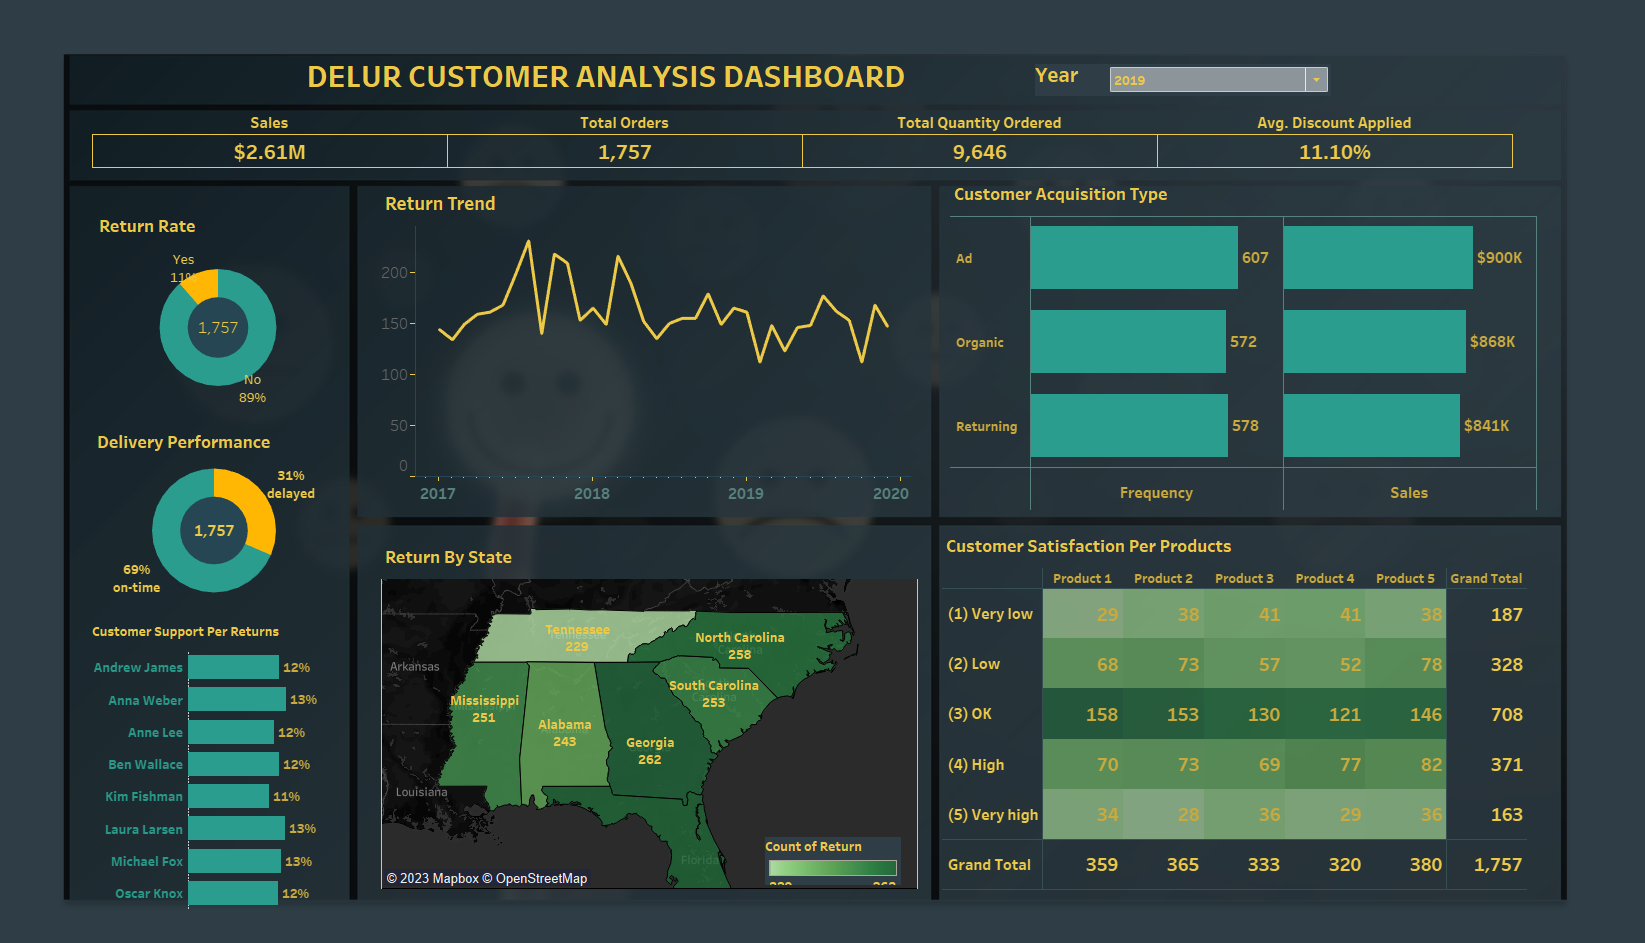 DELUR CUSTOMER ANALYSIS DASHBOARD
Year
2019
Sales
Total Orders
Total Quantity Ordered
Avg. Discount Applied
$2.61M
1,757
9,646
11.10%
Return Rate
Yes
11%
1,757
No
89%
Delivery Performance
31%
delayed
1,757
69%
on-time
Customer Support Per Returns
Andrew James 12%
Anna Weber 13%
Anne Lee 12%
Ben Wallace 12%
Kim Fishman 11%
Laura Larsen 13%
Michael Fox 13%
Oscar Knox 12%
Return Trend
200
150
100
50
0
2017 2018 2019 2020
Return By State
Tennessee
229
North Carolina
258
Arkansas
South Carolina
253
Mississippi
251
Alabama
243
Georgia
262
Louisiana
Florida
Count of Return
229 262
© 2023 Mapbox © OpenStreetMap
Customer Acquisition Type
Ad 607 $900K
Organic 572 $868K
Returning 578 $841K
Frequency Sales
Customer Satisfaction Per Products
Product 1 Product 2 Product 3 Product 4 Product 5 Grand Total
(1) Very low 29 38 41 41 38 187
(2) Low 68 73 57 52 78 328
(3) OK 158 153 130 121 146 708
(4) High 70 73 69 77 82 371
(5) Very high 34 28 36 29 36 163
Grand Total 359 365 333 320 380 1,757